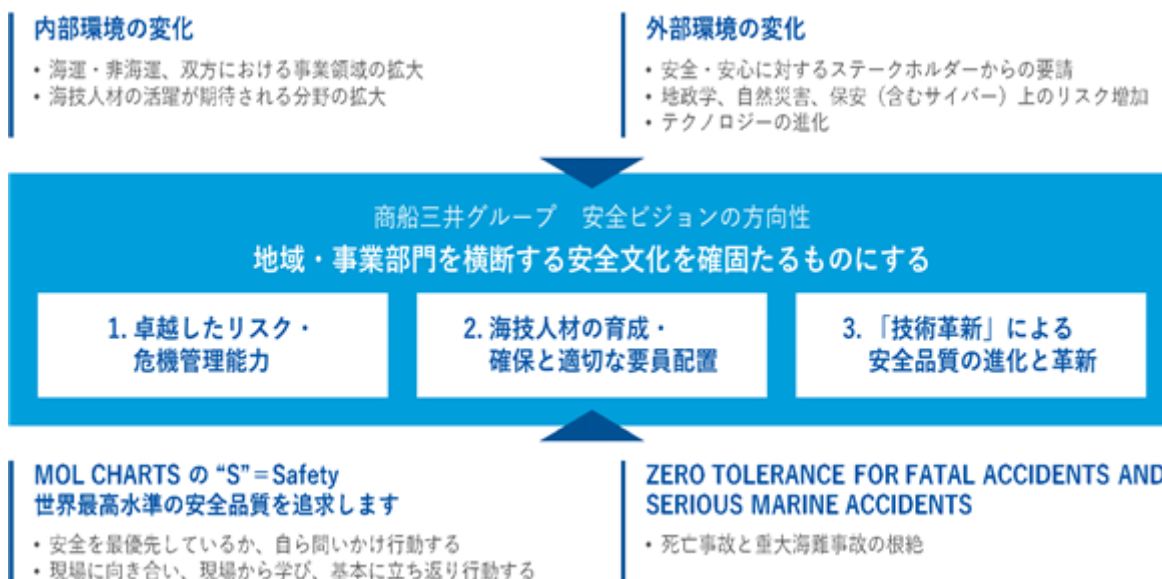 内部環境の変化
• 海運・非海運、双方における事業領域の拡大
• 海技人材の活躍が期待される分野の拡大
外部環境の変化
• 安全・安心に対するステークホルダーからの要請
• 地政学、自然災害、保安（含むサイバー）上のリスク増加
• テクノロジーの進化
商船三井グループ　安全ビジョンの方向性
地域・事業部門を横断する安全文化を確固たるものにする
1. 卓越したリスク・
危機管理能力
2. 海技人材の育成・
確保と適切な要員配置
3. 「技術革新」による
安全品質の進化と革新
MOL CHARTS の “S”＝Safety
世界最高水準の安全品質を追求します
• 安全を最優先しているか、自ら問いかけ行動する
• 現場に向き合い、現場から学び、基本に立ち返り行動する
ZERO TOLERANCE FOR FATAL ACCIDENTS AND
SERIOUS MARINE ACCIDENTS
• 死亡事故と重大海難事故の根絶